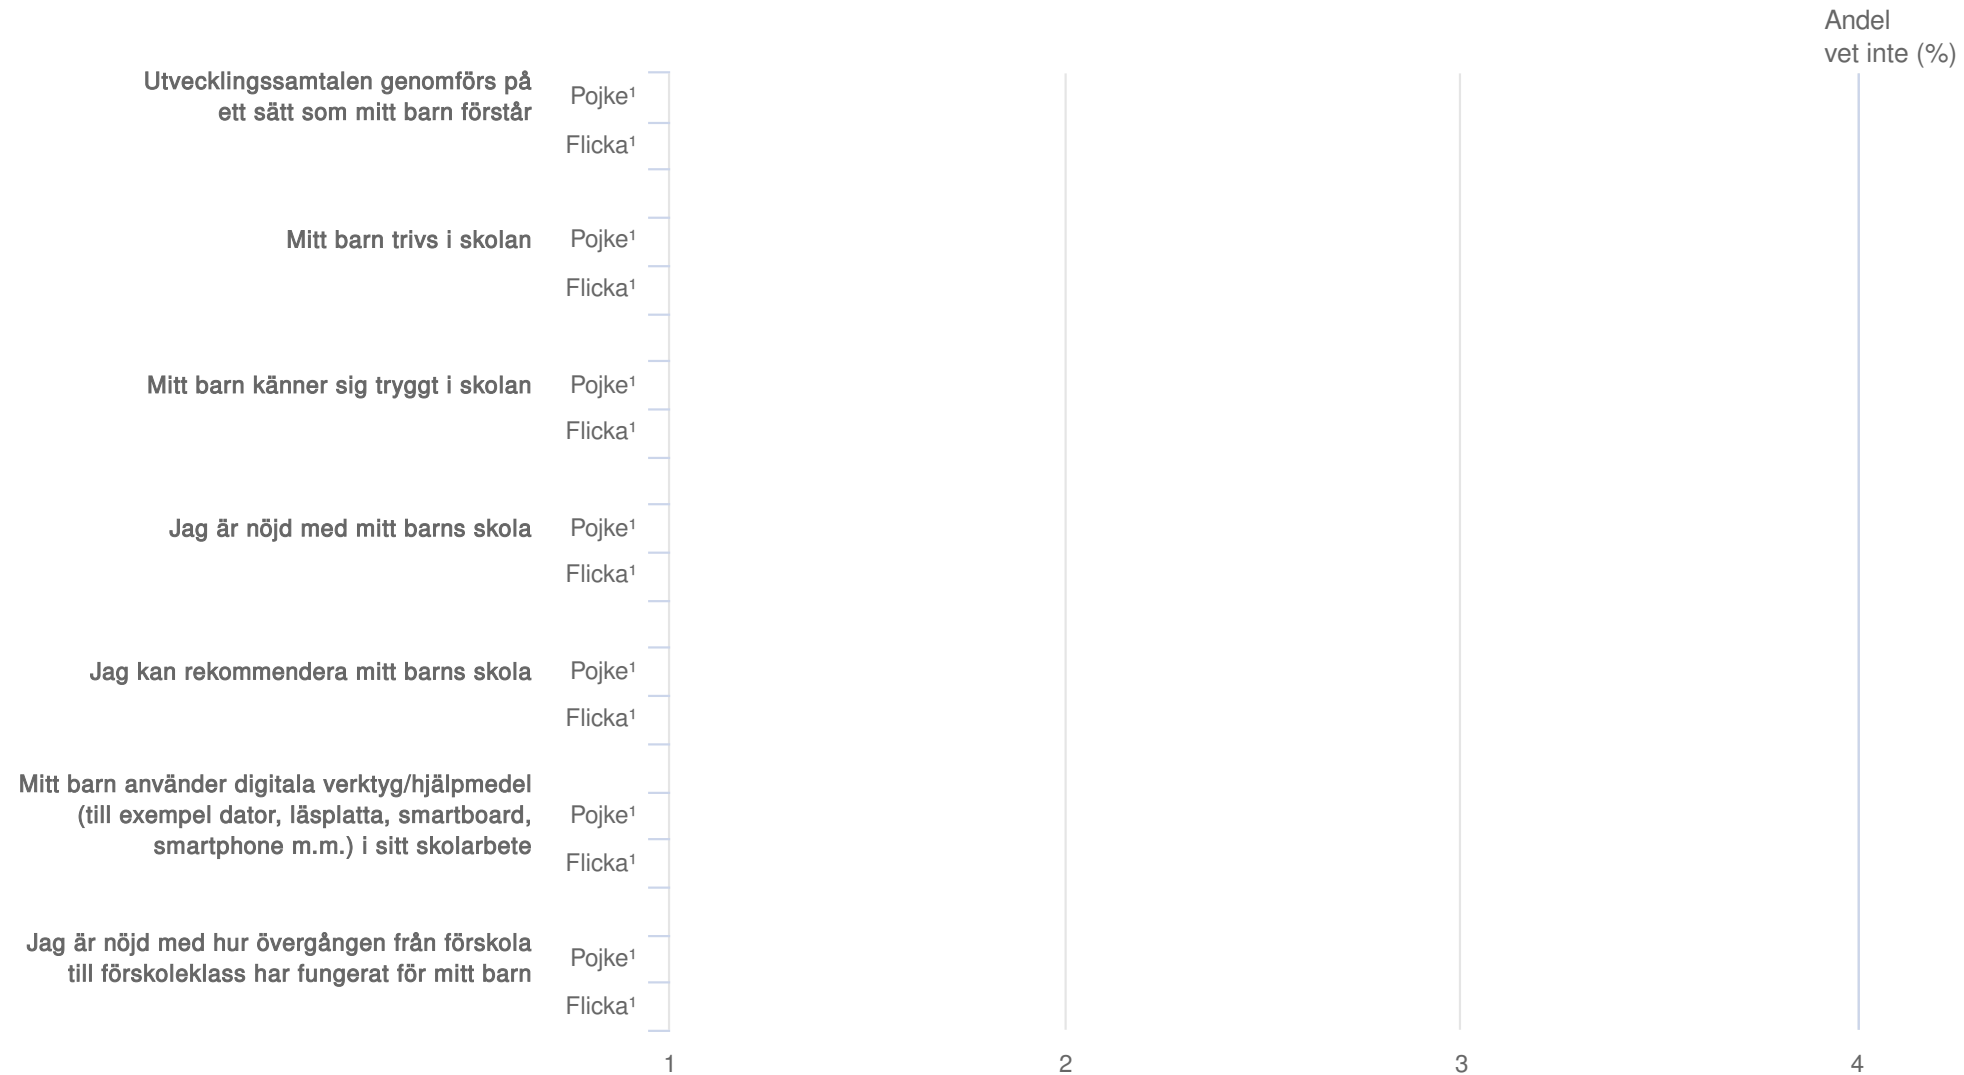 Andel
vet inte (%)
Utvecklingssamtalen genomförs på
ett sätt som mitt barn förstår
Pojke¹
Flicka¹
Mitt barn trivs i skolan
Pojke¹
Flicka¹
Mitt barn känner sig tryggt i skolan
Pojke¹
Flicka¹
Jag är nöjd med mitt barns skola
Pojke¹
Flicka¹
Jag kan rekommendera mitt barns skola
Pojke¹
Flicka¹
Mitt barn använder digitala verktyg/hjälpmedel
(till exempel dator, läsplatta, smartboard,
smartphone m.m.) i sitt skolarbete
Pojke¹
Flicka¹
Jag är nöjd med hur övergången från förskola
till förskoleklass har fungerat för mitt barn
Pojke¹
Flicka¹
1 2 3 4